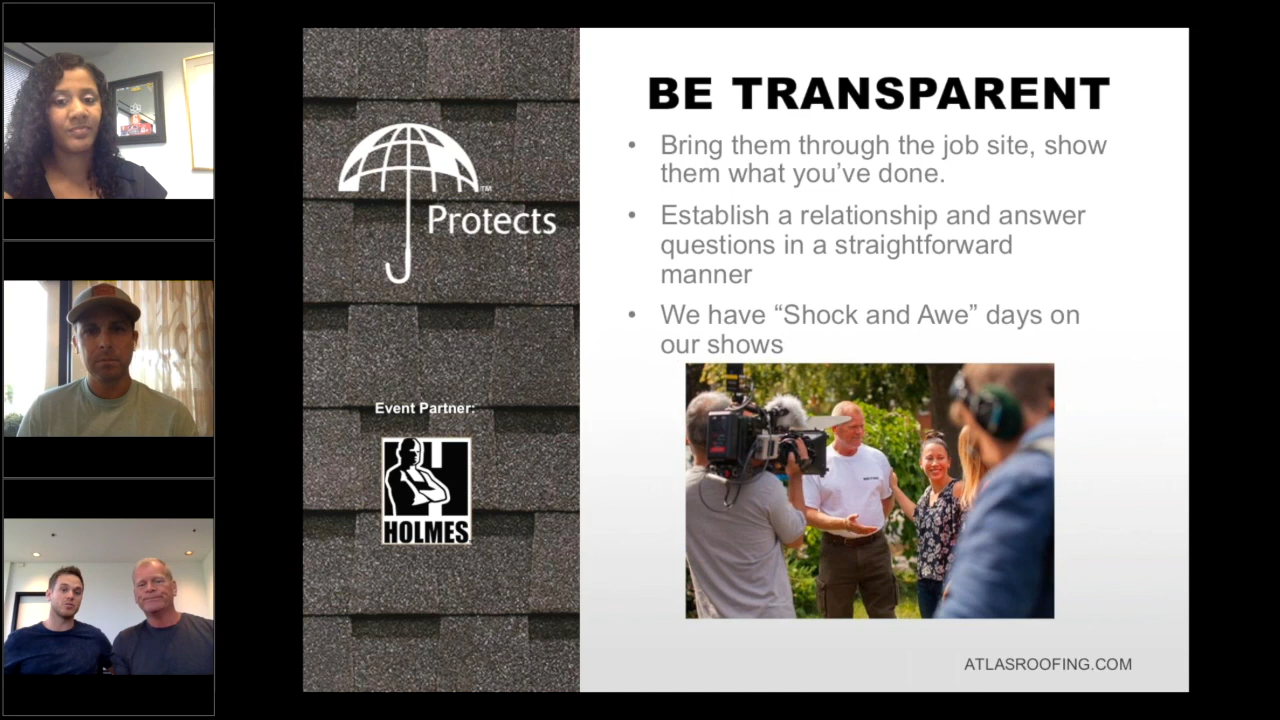 BE TRANSPARENT
• Bring them through the job site, show
them what you’ve done.
• Establish a relationship and answer
questions in a straightforward
manner
• We have “Shock and Awe” days on
our shows
™
Protects
Event Partner:
HOLMES
ATLASROOFING.COM